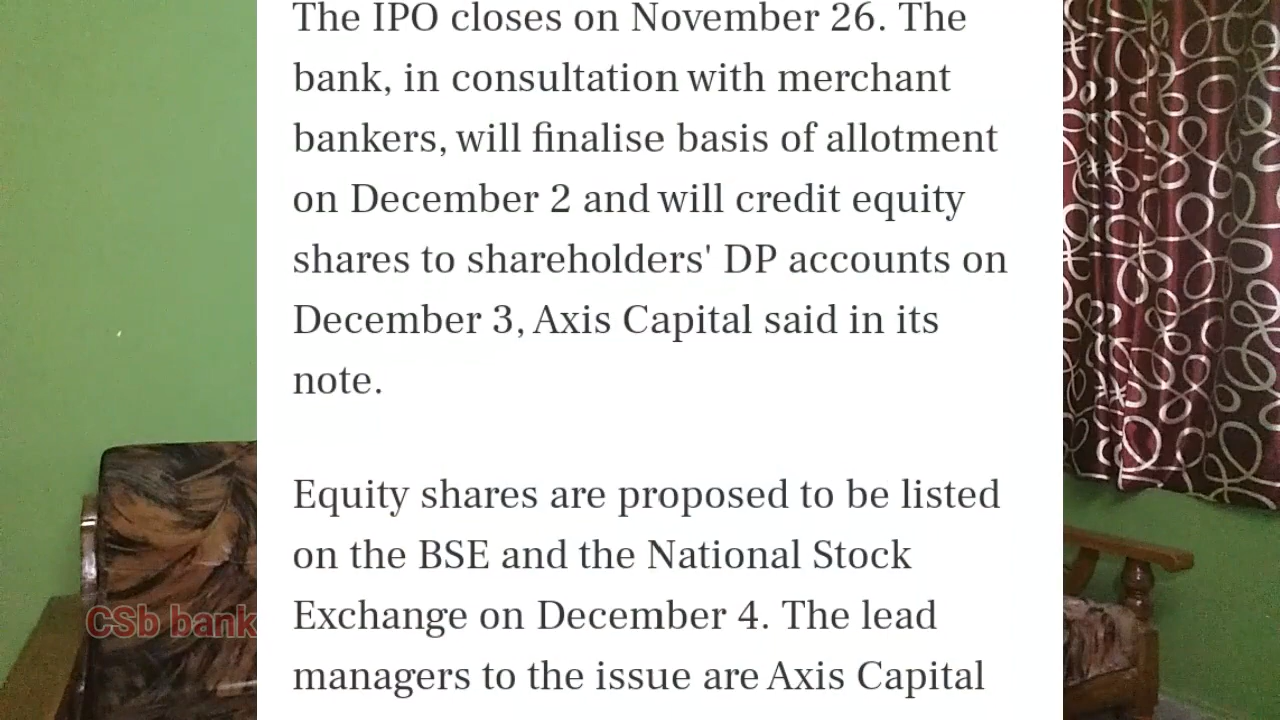 The IPO closes on November 26. The
bank, in consultation with merchant
bankers, will finalise basis of allotment
on December 2 and will credit equity
shares to shareholders' DP accounts on
December 3, Axis Capital said in its
note.
Equity shares are proposed to be listed
on the BSE and the National Stock
Exchange on December 4. The lead
managers to the issue are Axis Capital
CSb bank